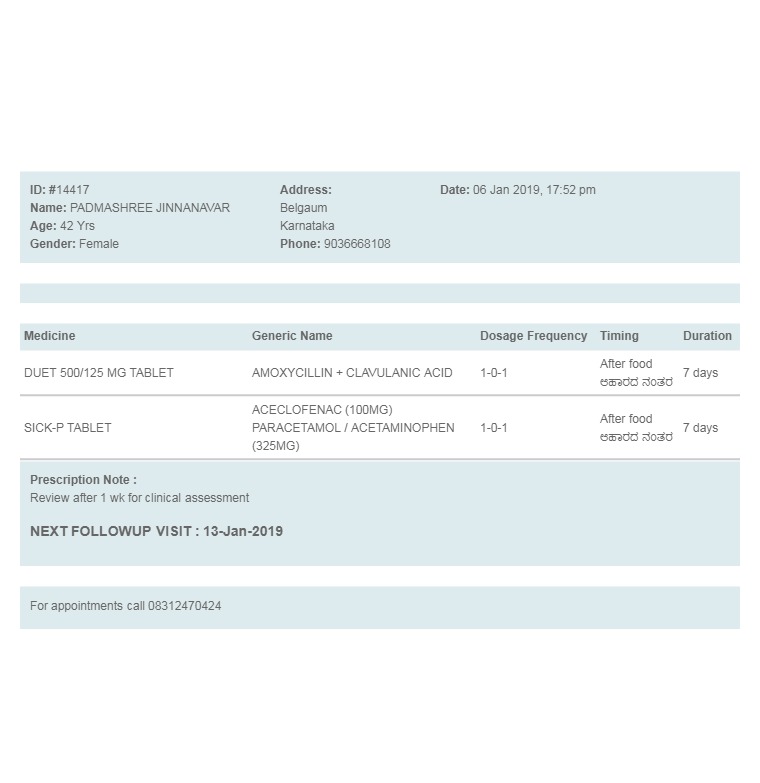 ID: #14417
Name: PADMASHREE JINNANAVAR
Age: 42 Yrs
Gender: Female
Address:
Belgaum
Karnataka
Phone: 9036668108
Date: 06 Jan 2019, 17:52 pm
Medicine Generic Name Dosage Frequency Timing Duration
DUET 500/125 MG TABLET AMOXYCILLIN + CLAVULANIC ACID 1-0-1 After food 7 days
ಆಹಾರದ ನಂತರ
ACECLOFENAC (100MG)
SICK-P TABLET PARACETAMOL / ACETAMINOPHEN 1-0-1 After food 7 days
(325MG) ಆಹಾರದ ನಂತರ
Prescription Note :
Review after 1 wk for clinical assessment
NEXT FOLLOWUP VISIT : 13-Jan-2019
For appointments call 08312470424